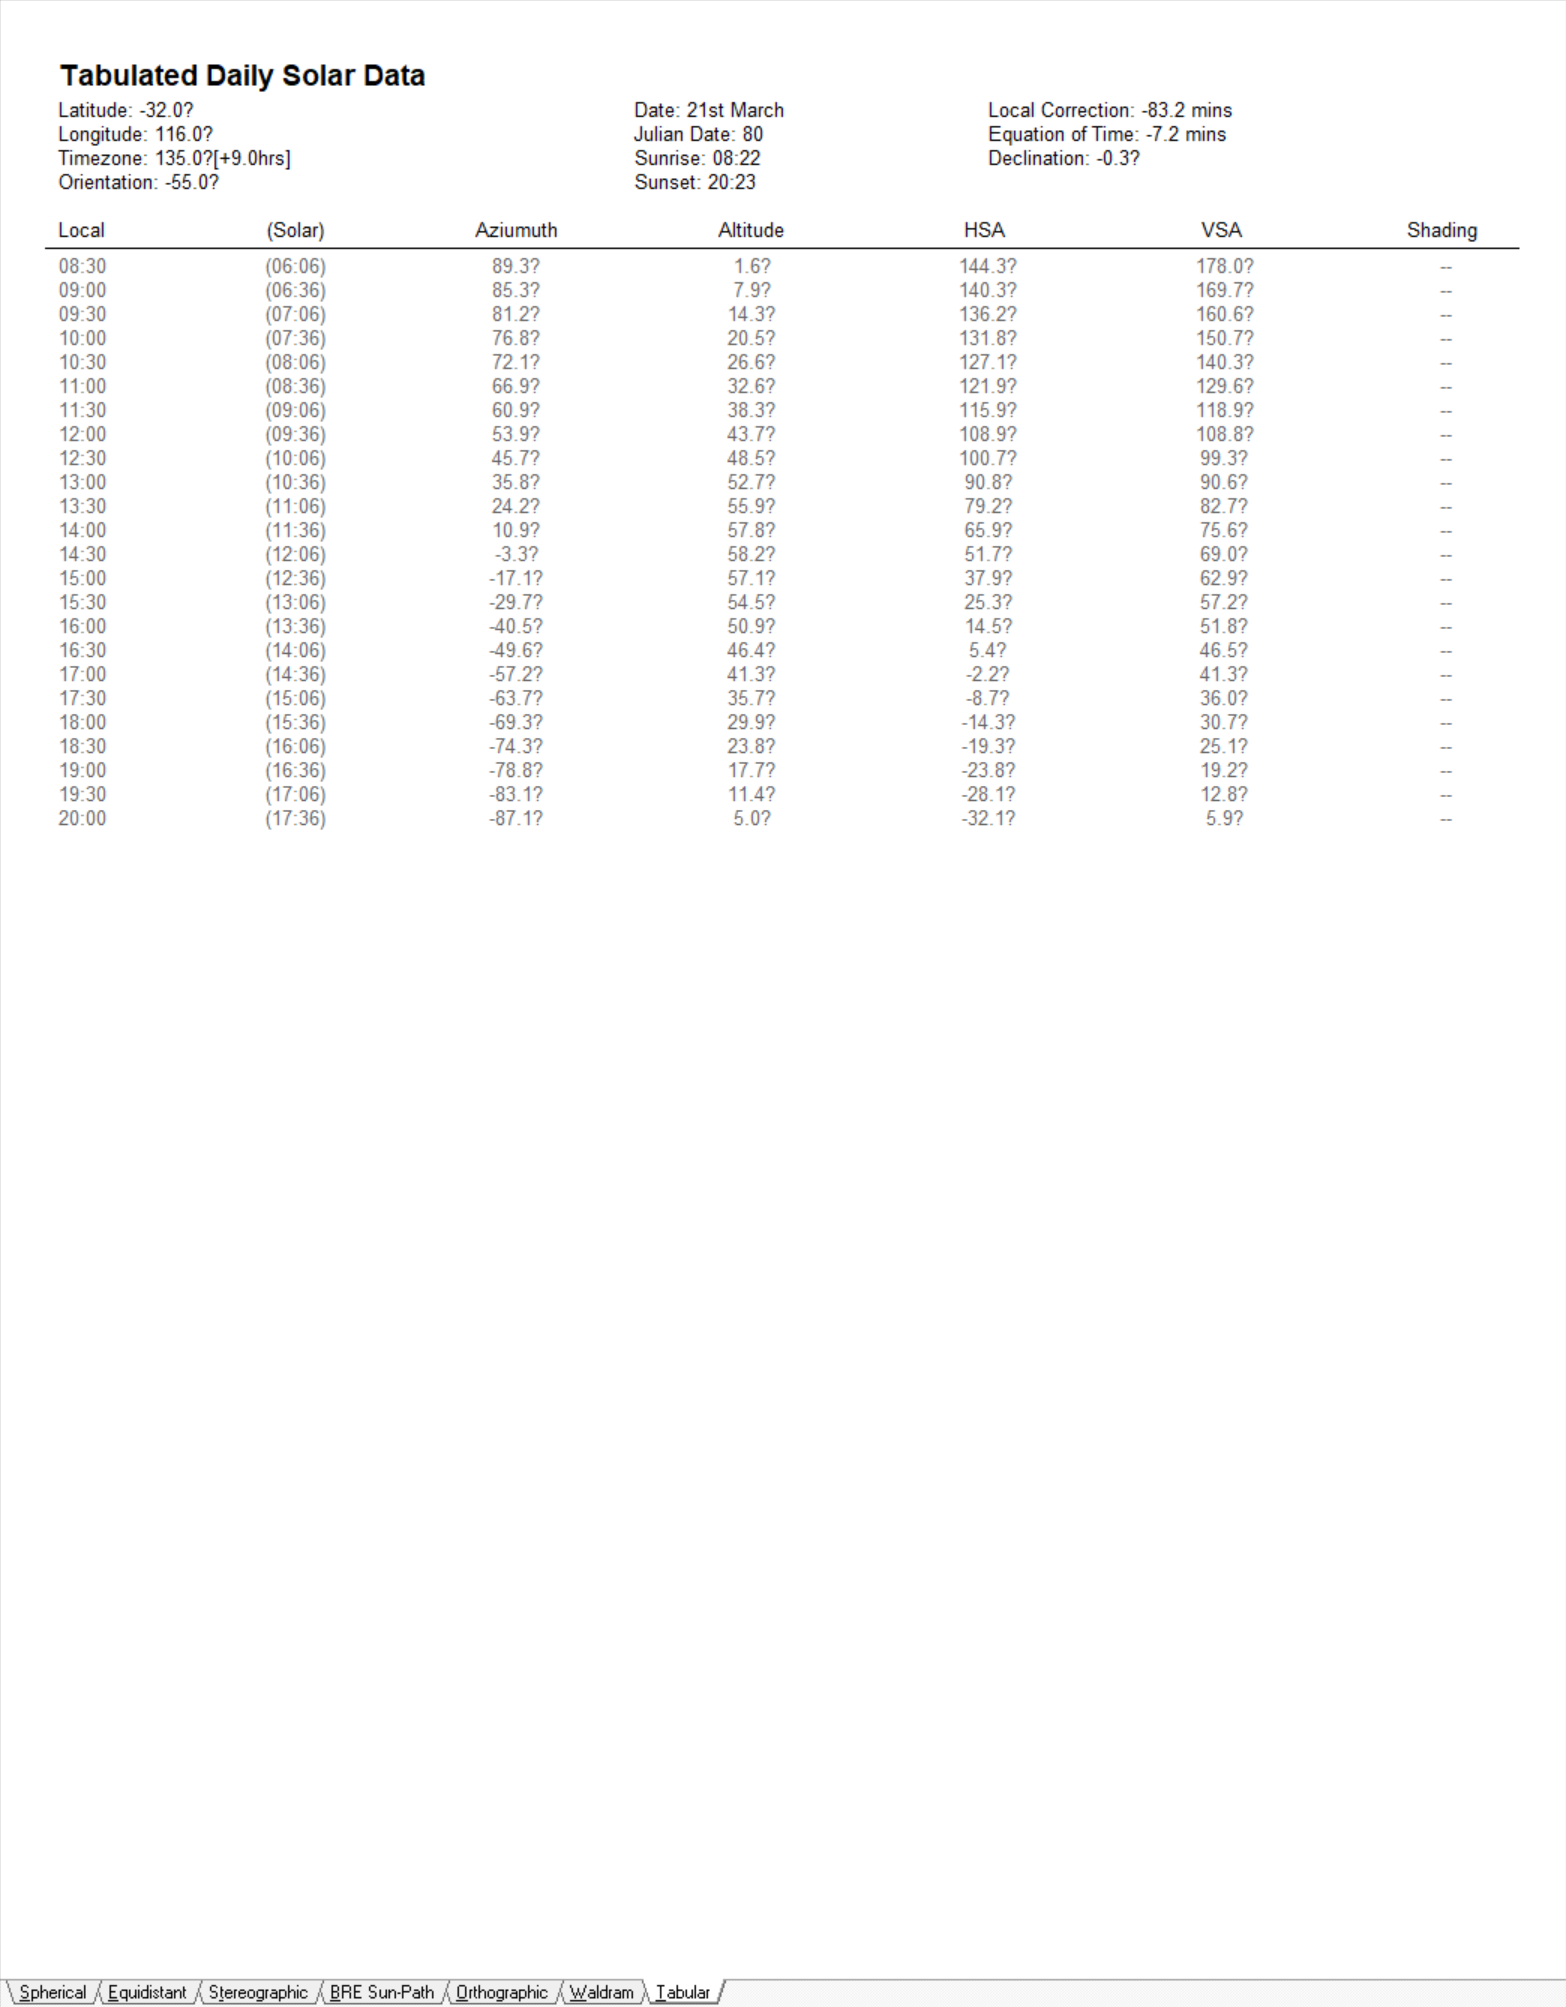 Tabulated Daily Solar Data
Latitude: -32.0? Date: 21st March Local Correction: -83.2 mins
Longitude: 116.0? Julian Date: 80 Equation of Time: -7.2 mins
Timezone: 135.0?[+9.0hrs] Sunrise: 08:22 Declination: -0.3?
Orientation: -55.0? Sunset: 20:23
Local (Solar) Aziumuth Altitude HSA VSA Shading
08:30 (06:06) 89.3? 1.6? 144.3? 178.0? --
09:00 (06:36) 85.3? 7.9? 140.3? 169.7? --
09:30 (07:06) 81.2? 14.3? 136.2? 160.6? --
10:00 (07:36) 76.8? 20.5? 131.8? 150.7? --
10:30 (08:06) 72.1? 26.6? 127.1? 140.3? --
11:00 (08:36) 66.9? 32.6? 121.9? 129.6? --
11:30 (09:06) 60.9? 38.3? 115.9? 118.9? --
12:00 (09:36) 53.9? 43.7? 108.9? 108.8? --
12:30 (10:06) 45.7? 48.5? 100.7? 99.3? --
13:00 (10:36) 35.8? 52.7? 90.8? 90.6? --
13:30 (11:06) 24.2? 55.9? 79.2? 82.7? --
14:00 (11:36) 10.9? 57.8? 65.9? 75.6? --
14:30 (12:06) -3.3? 58.2? 51.7? 69.0? --
15:00 (12:36) -17.1? 57.1? 37.9? 62.9? --
15:30 (13:06) -29.7? 54.5? 25.3? 57.2? --
16:00 (13:36) -40.5? 50.9? 14.5? 51.8? --
16:30 (14:06) -49.6? 46.4? 5.4? 46.5? --
17:00 (14:36) -57.2? 41.3? -2.2? 41.3? --
17:30 (15:06) -63.7? 35.7? -8.7? 36.0? --
18:00 (15:36) -69.3? 29.9? -14.3? 30.7? --
18:30 (16:06) -74.3? 23.8? -19.3? 25.1? --
19:00 (16:36) -78.8? 17.7? -23.8? 19.2? --
19:30 (17:06) -83.1? 11.4? -28.1? 12.8? --
20:00 (17:36) -87.1? 5.0? -32.1? 5.9? --
Spherical Equidistant Stereographic BRE Sun-Path Orthographic Waldram Tabular